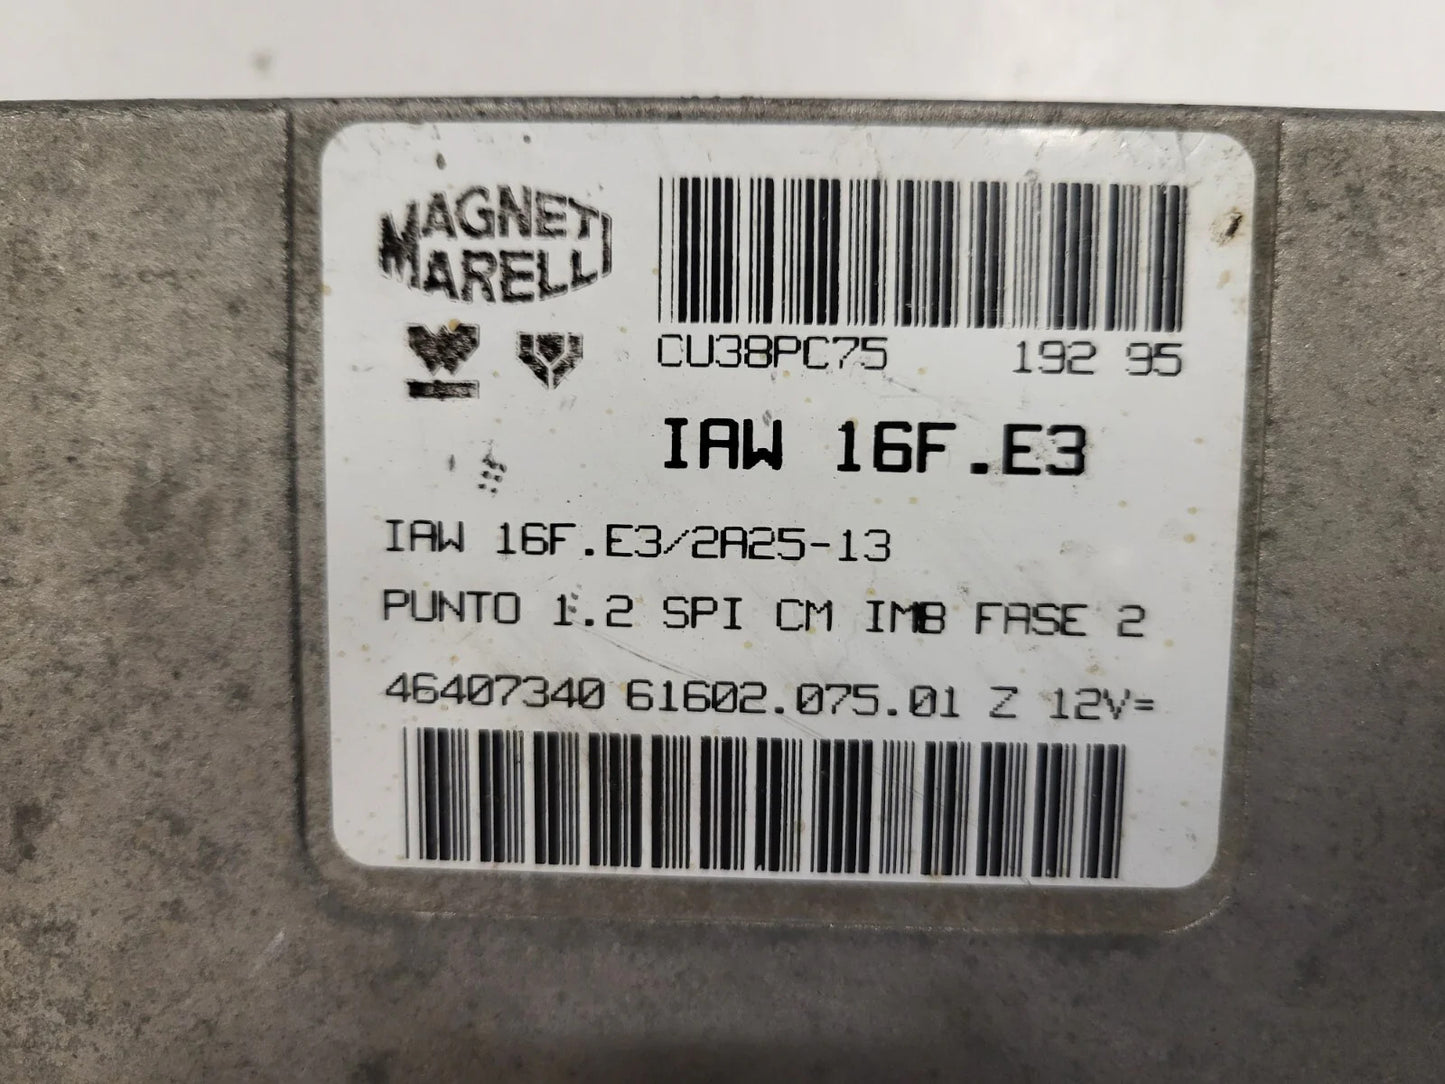 MAGNETI
MARELLI
CU38PC75 192 95
IAW 16F.E3
IAW 16F.E3/2A25-13
PUNTO 1.2 SPI CM IMB FASE 2
46407340 61602.075.01 Z 12V=